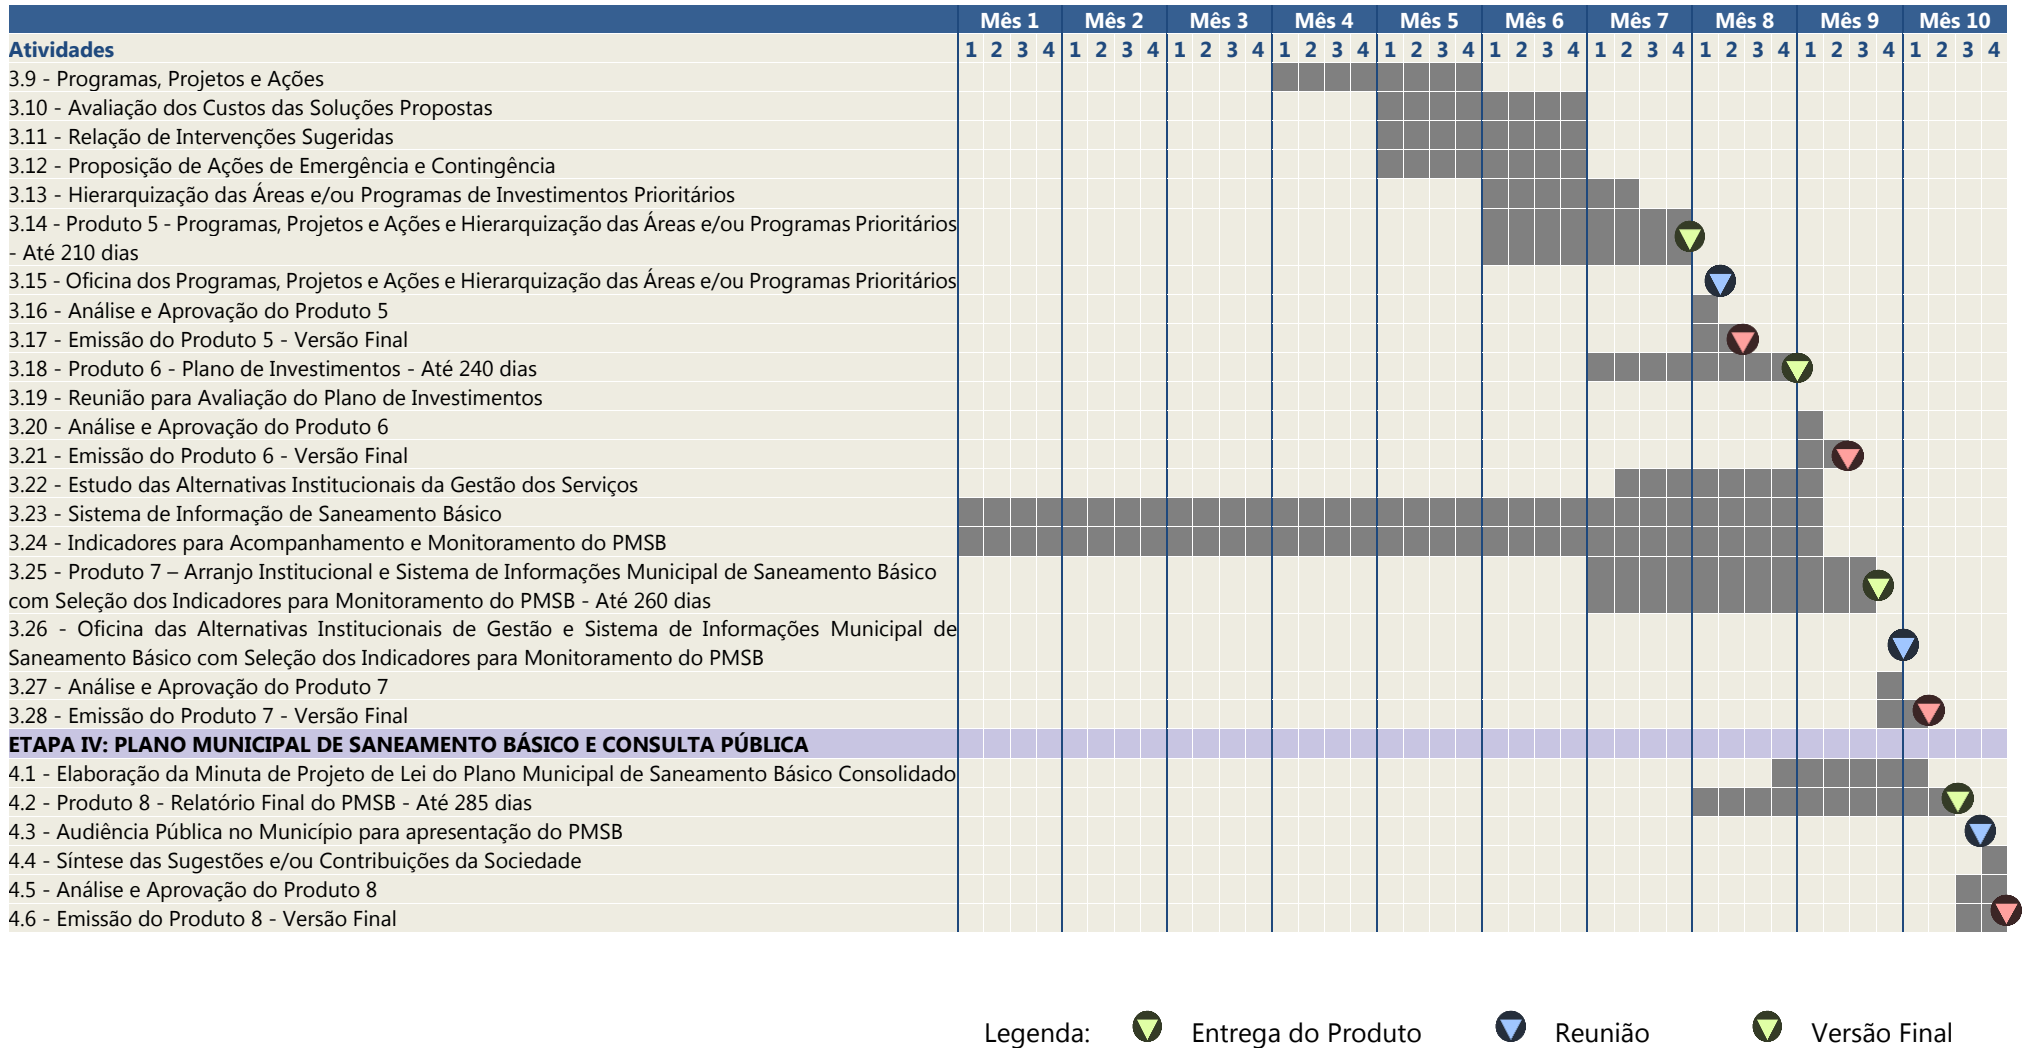 Mês 1 Mês 2 Mês 3 Mês 4 Mês 5 Mês 6 Mês 7 Mês 8 Mês 9 Mês 10
Atividades 1 2 3 4 1 2 3 4 1 2 3 4 1 2 3 4 1 2 3 4 1 2 3 4 1 2 3 4 1 2 3 4 1 2 3 4 1 2 3 4
3.9 - Programas, Projetos e Ações
3.10 - Avaliação dos Custos das Soluções Propostas
3.11 - Relação de Intervenções Sugeridas
3.12 - Proposição de Ações de Emergência e Contingência
3.13 - Hierarquização das Áreas e/ou Programas de Investimentos Prioritários
3.14 - Produto 5 - Programas, Projetos e Ações e Hierarquização das Áreas e/ou Programas Prioritários
- Até 210 dias
3.15 - Oficina dos Programas, Projetos e Ações e Hierarquização das Áreas e/ou Programas Prioritários
3.16 - Análise e Aprovação do Produto 5
3.17 - Emissão do Produto 5 - Versão Final
3.18 - Produto 6 - Plano de Investimentos - Até 240 dias
3.19 - Reunião para Avaliação do Plano de Investimentos
3.20 - Análise e Aprovação do Produto 6
3.21 - Emissão do Produto 6 - Versão Final
3.22 - Estudo das Alternativas Institucionais da Gestão dos Serviços
3.23 - Sistema de Informação de Saneamento Básico
3.24 - Indicadores para Acompanhamento e Monitoramento do PMSB
3.25 - Produto 7 – Arranjo Institucional e Sistema de Informações Municipal de Saneamento Básico
com Seleção dos Indicadores para Monitoramento do PMSB - Até 260 dias
3.26 - Oficina das Alternativas Institucionais de Gestão e Sistema de Informações Municipal de
Saneamento Básico com Seleção dos Indicadores para Monitoramento do PMSB
3.27 - Análise e Aprovação do Produto 7
3.28 - Emissão do Produto 7 - Versão Final
ETAPA IV: PLANO MUNICIPAL DE SANEAMENTO BÁSICO E CONSULTA PÚBLICA
4.1 - Elaboração da Minuta de Projeto de Lei do Plano Municipal de Saneamento Básico Consolidado
4.2 - Produto 8 - Relatório Final do PMSB - Até 285 dias
4.3 - Audiência Pública no Município para apresentação do PMSB
4.4 - Síntese das Sugestões e/ou Contribuições da Sociedade
4.5 - Análise e Aprovação do Produto 8
4.6 - Emissão do Produto 8 - Versão Final
Legenda: Entrega do Produto Reunião Versão Final